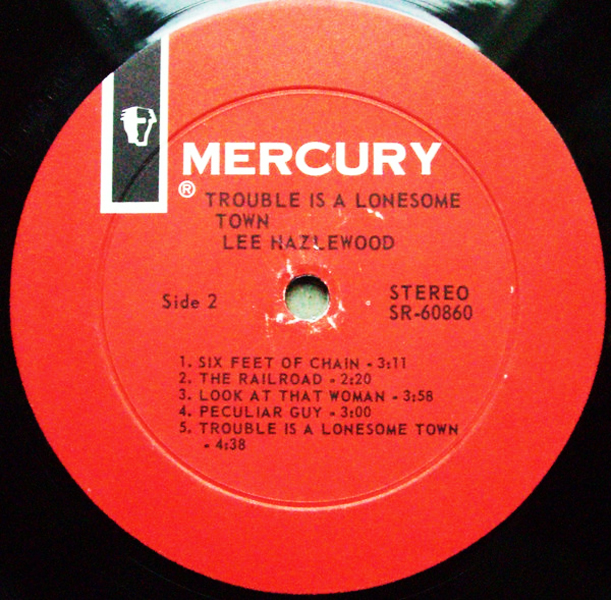 MERCURY
®
TROUBLE IS A LONESOME
TOWN
LEE HAZLEWOOD
Side 2
STEREO
SR-60860
1. SIX FEET OF CHAIN - 3:11
2. THE RAILROAD - 2:20
3. LOOK AT THAT WOMAN - 3:58
4. PECULIAR GUY - 3:00
5. TROUBLE IS A LONESOME TOWN
- 4:38